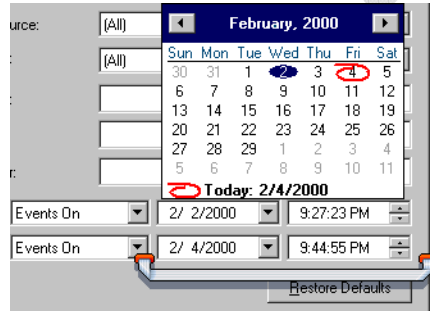 urce:
(All)
February, 2000
:
(All)
Sun Mon Tue Wed Thu Fri Sat
30 31 1 2 3 4 5
6 7 8 9 10 11 12
13 14 15 16 17 18 19
20 21 22 23 24 25 26
27 28 29 1 2 3 4
5 6 7 8 9 10 11
r:
Today: 2/4/2000
Events On 2/ 2/2000 9:27:23 PM
Events On 2/ 4/2000 9:44:55 PM
Restore Defaults